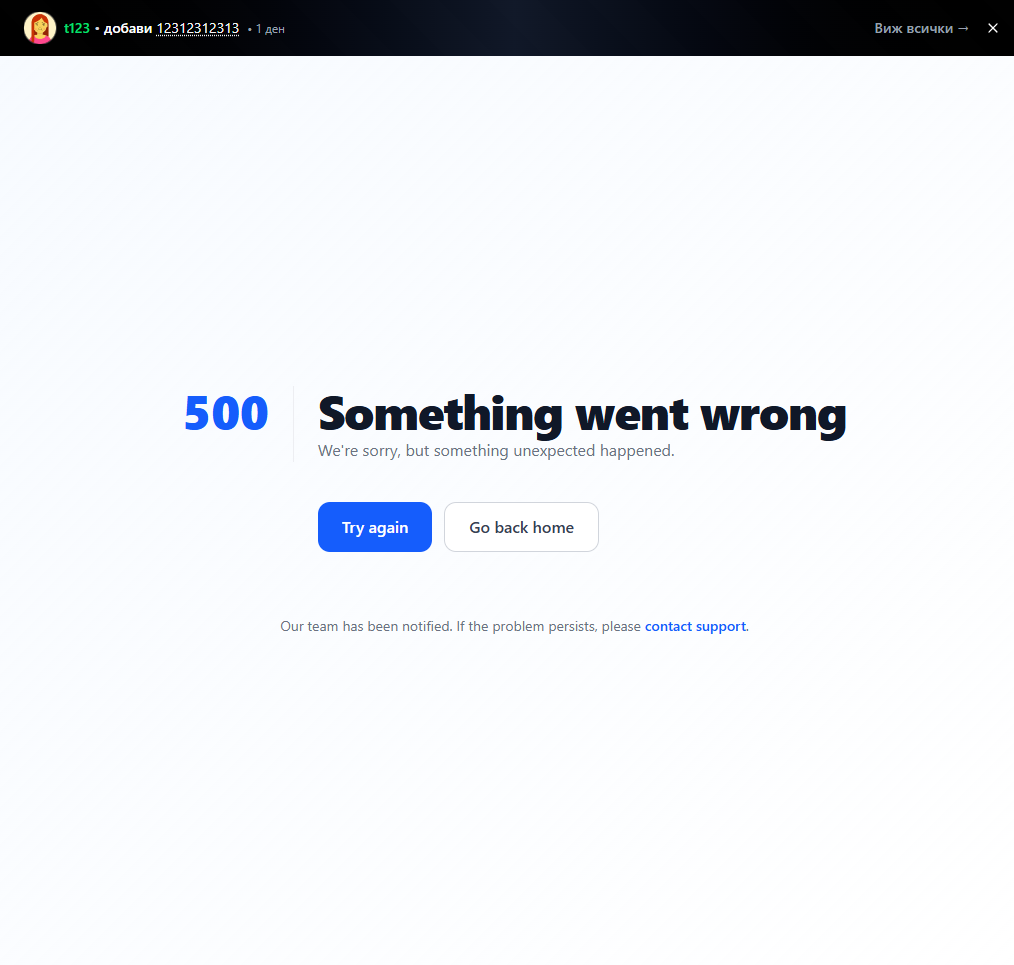 t123 • добави 12312312313 • 1 ден
Виж всички →
500
Something went wrong
We're sorry, but something unexpected happened.
Try again
Go back home
Our team has been notified. If the problem persists, please contact support.